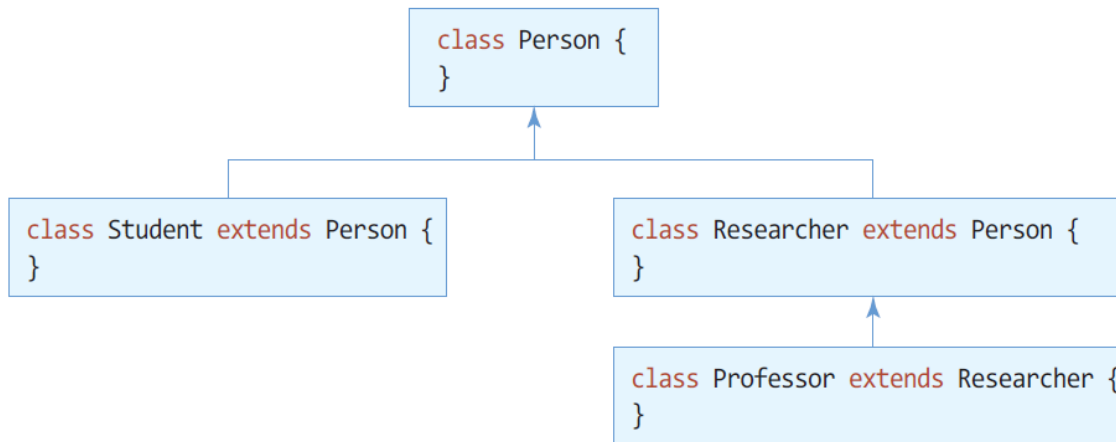 class Person {
}
class Student extends Person {
}
class Researcher extends Person {
}
class Professor extends Researcher {
}